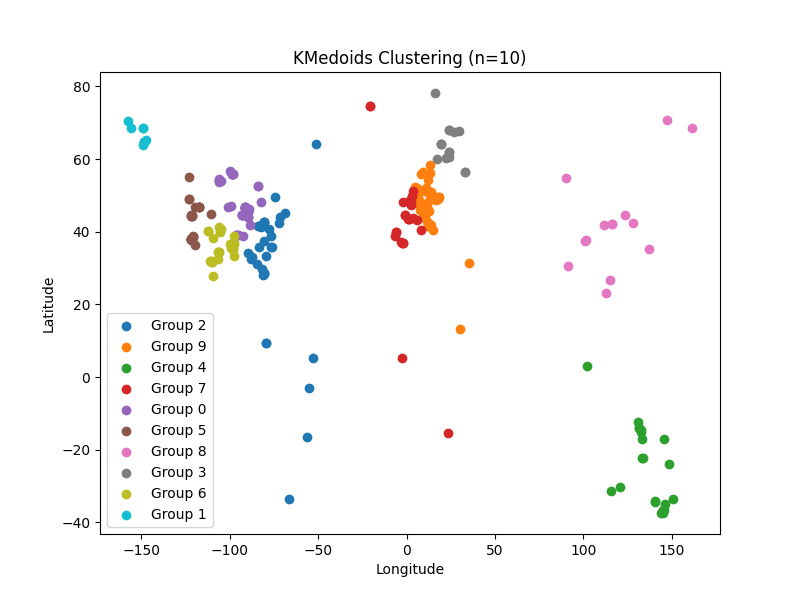 KMedoids Clustering (n=10)
80
60
40
20
0
−20
−40
Latitude
Group 2
Group 9
Group 4
Group 7
Group 0
Group 5
Group 8
Group 3
Group 6
Group 1
−150 −100 −50 0 50 100 150
Longitude